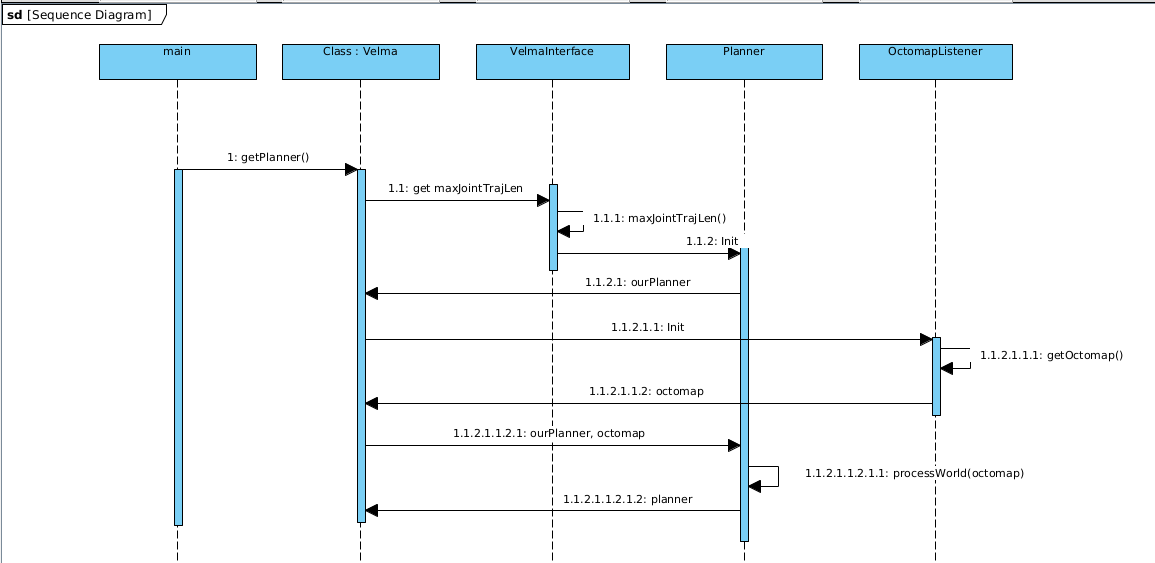 sd [Sequence Diagram]
main
Class : Velma
VelmaInterface
Planner
OctomapListener
1: getPlanner()
1.1: get maxJointTrajLen
1.1.1: maxJointTrajLen()
1.1.2: Init
1.1.2.1: ourPlanner
1.1.2.1.1: Init
1.1.2.1.1.1: getOctomap()
1.1.2.1.1.2: octomap
1.1.2.1.1.2.1: ourPlanner, octomap
1.1.2.1.1.2.1.1: processWorld(octomap)
1.1.2.1.1.2.1.2: planner